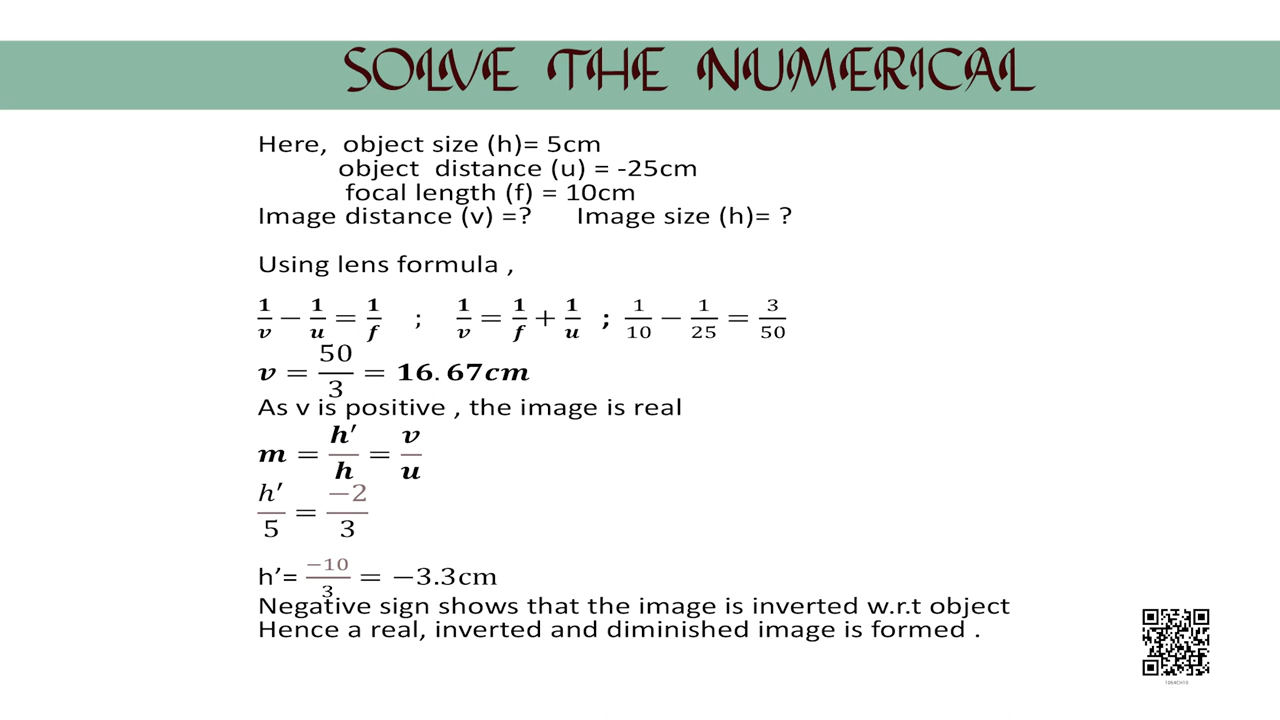 SOLVE THE NUMERICAL
Here, object size (h)= 5cm
object distance (u) = -25cm
focal length (f) = 10cm
Image distance (v) =? Image size (h)= ?
Using lens formula ,
1/v − 1/u = 1/f ; 1/v = 1/f + 1/u ; 1/10 − 1/25 = 3/50
v = 50/3 = 16.67cm
As v is positive , the image is real
m = h′/h = v/u
h′/5 = −2/3
h’= −10/3 = −3.3cm
Negative sign shows that the image is inverted w.r.t object
Hence a real, inverted and diminished image is formed .